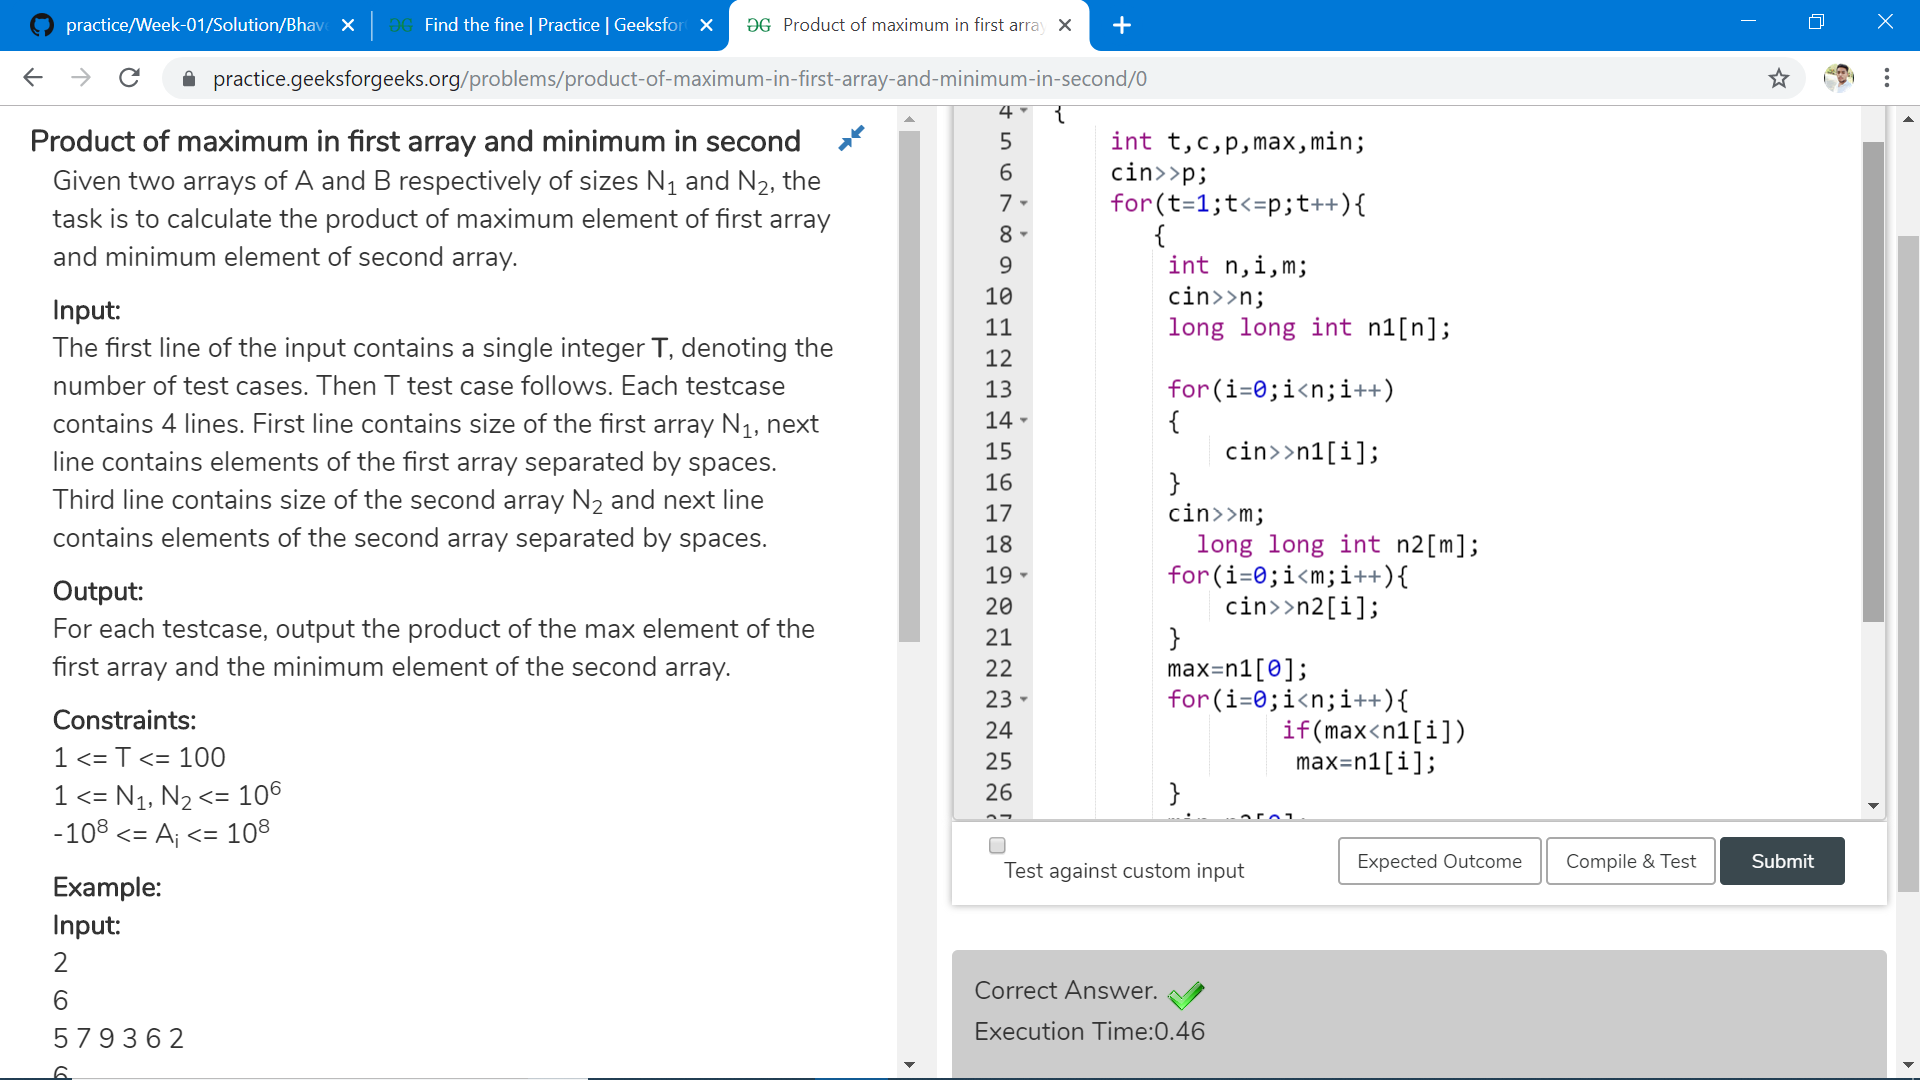 practice/Week-01/Solution/Bhav
Find the fine | Practice | Geeksfor
Product of maximum in first arra
practice.geeksforgeeks.org/problems/product-of-maximum-in-first-array-and-minimum-in-second/0
Product of maximum in first array and minimum in second
Given two arrays of A and B respectively of sizes N1 and N2, the
task is to calculate the product of maximum element of first array
and minimum element of second array.
Input:
The first line of the input contains a single integer T, denoting the
number of test cases. Then T test case follows. Each testcase
contains 4 lines. First line contains size of the first array N1, next
line contains elements of the first array separated by spaces.
Third line contains size of the second array N2 and next line
contains elements of the second array separated by spaces.
Output:
For each testcase, output the product of the max element of the
first array and the minimum element of the second array.
Constraints:
1 <= T <= 100
1 <= N1, N2 <= 10^6
-10^8 <= Ai <= 10^8
Example:
Input:
2
6
5 7 9 3 6 2
6
4 {
5 int t,c,p,max,min;
6 cin>>p;
7 for(t=1;t<=p;t++){
8 {
9 int n,i,m;
10 cin>>n;
11 long long int n1[n];
12
13 for(i=0;i<n;i++)
14 {
15 cin>>n1[i];
16 }
17 cin>>m;
18 long long int n2[m];
19 for(i=0;i<m;i++){
20 cin>>n2[i];
21 }
22 max=n1[0];
23 for(i=0;i<n;i++){
24 if(max<n1[i])
25 max=n1[i];
26 }
27 min=n2[0];
Test against custom input
Expected Outcome
Compile & Test
Submit
Correct Answer.
Execution Time:0.46